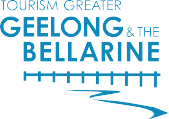 TOURISM GREATER
GEELONG & THE
BELLARINE